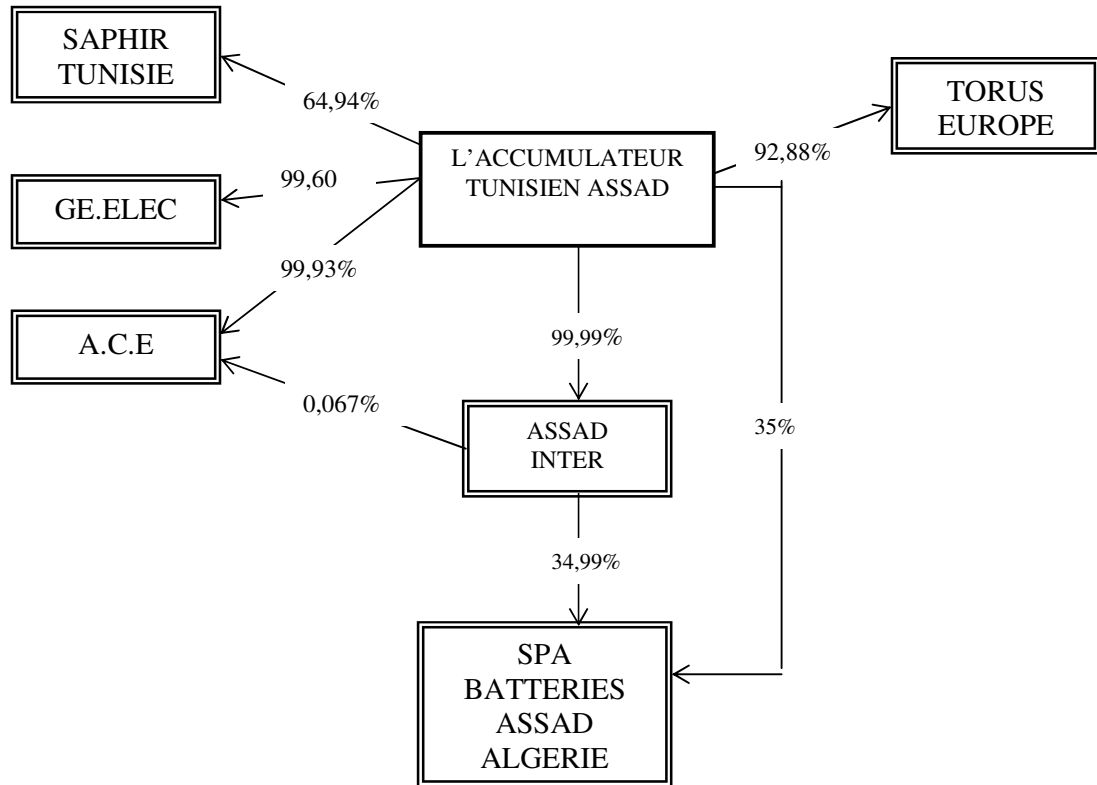 SAPHIR
TUNISIE
64,94%
TORUS
EUROPE
92,88%
L'ACCUMULATEUR
TUNISIEN ASSAD
99,60
GE.ELEC
99,93%
A.C.E
99,99%
0,067%
ASSAD
INTER
35%
34,99%
SPA
BATTERIES
ASSAD
ALGERIE